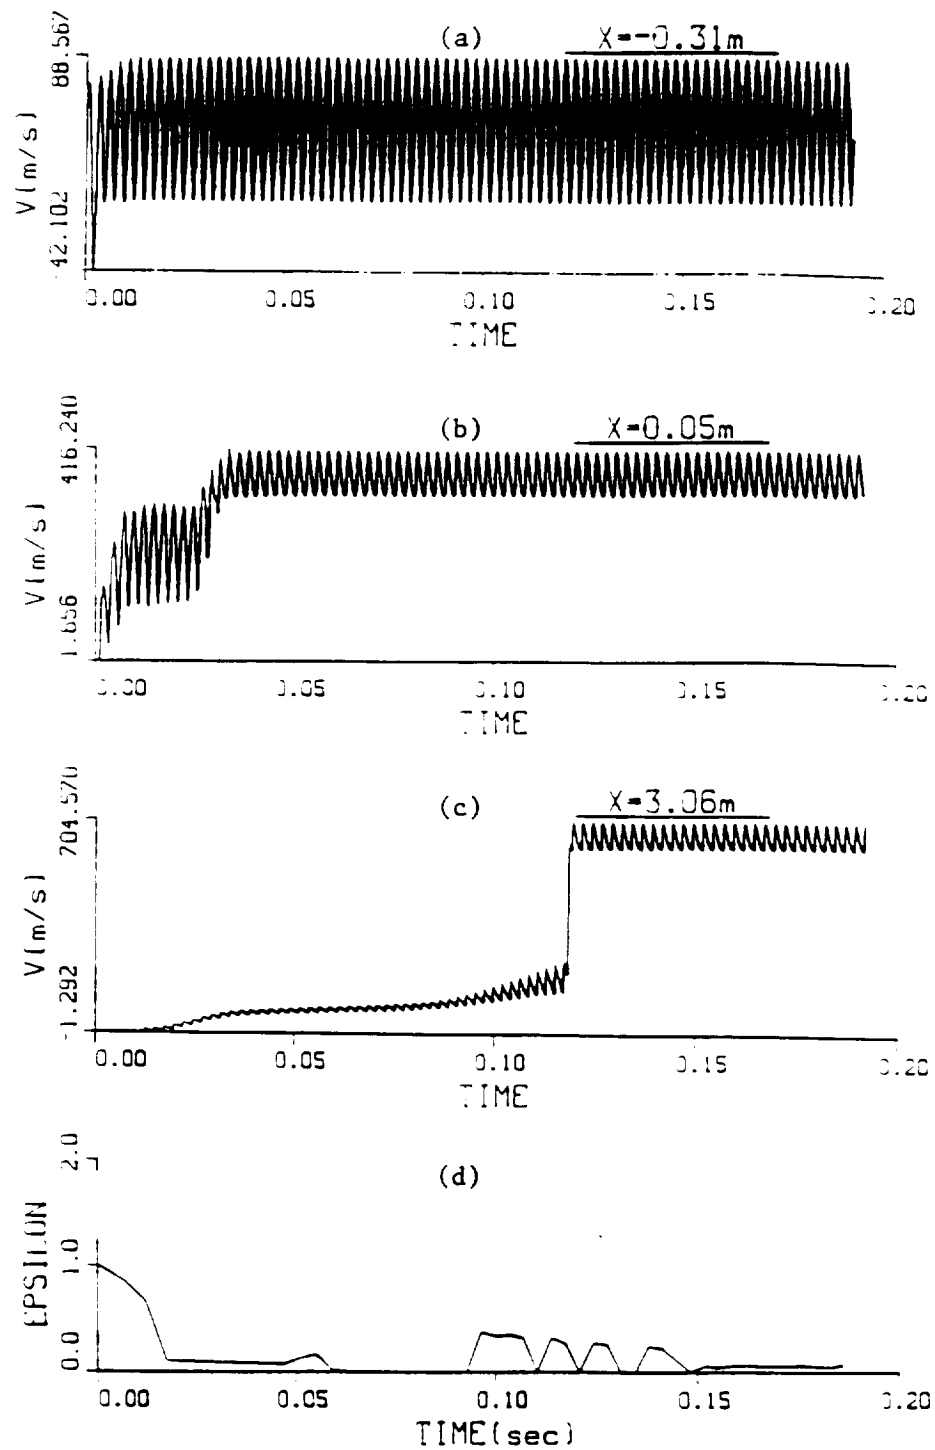 (a)
X=-0.31m
88.567
V(m/s)
-42.102
0.00 0.05 0.10 0.15 0.20
TIME
(b)
X=0.05m
416.240
V(m/s)
1.656
0.00 0.05 0.10 0.15 0.20
TIME
(c)
X=3.06m
704.570
V(m/s)
-1.292
0.00 0.05 0.10 0.15 0.20
TIME
(d)
2.0
1.0
EPSILON
0.0
0.00 0.05 0.10 0.15 0.20
TIME(sec)